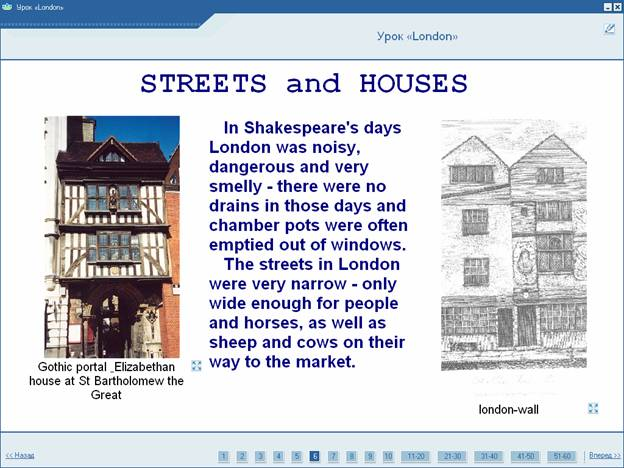 Урок «London»
Урок «London»
STREETS and HOUSES
In Shakespeare's days
London was noisy,
dangerous and very
smelly - there were no
drains in those days and
chamber pots were often
emptied out of windows.
The streets in London
were very narrow - only
wide enough for people
and horses, as well as
sheep and cows on their
way to the market.
Gothic portal _Elizabethan
house at St Bartholomew the
Great
london-wall
<< Назад
1 2 3 4 5 6 7 8 9 10 11-20 21-30 31-40 41-50 51-60
Вперед >>